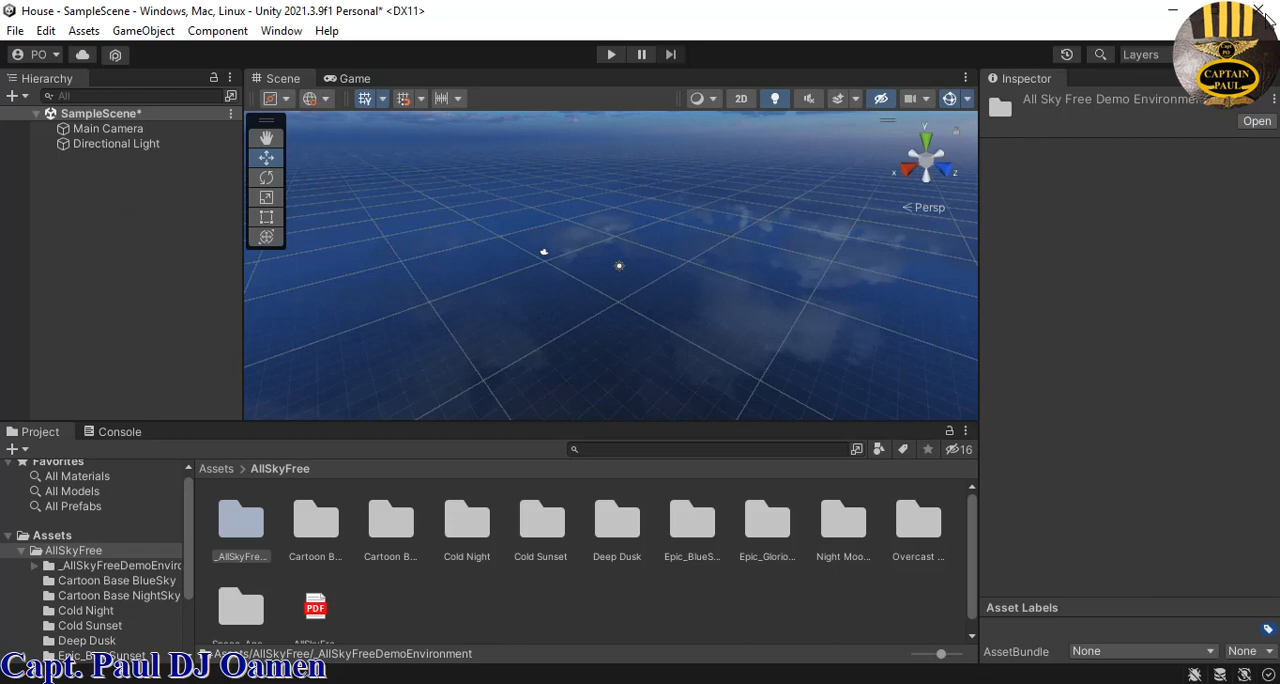 House - SampleScene - Windows, Mac, Linux - Unity 2021.3.9f1 Personal* <DX11>
File Edit Assets GameObject Component Window Help
PO
Layers
CAPTAIN
PAUL
Hierarchy
Scene
Game
Inspector
All
2D
All Sky Free Demo Environme
Open
SampleScene*
Main Camera
Directional Light
y
x
z
Persp
Project
Console
16
Favorites
All Materials
All Models
All Prefabs
Assets
AllSkyFree
_AllSkyFreeDemoEnvirc
Cartoon Base BlueSky
Cartoon Base NightSky
Cold Night
Cold Sunset
Deep Dusk
Assets > AllSkyFree
_AllSkyFre...
Cartoon B...
Cartoon B...
Cold Night
Cold Sunset
Deep Dusk
Epic_BlueS...
Epic_Glorio...
Night Moo...
Overcast ...
PDF
Assets/AllSkyFree/_AllSkyFreeDemoEnvironment
Asset Labels
AssetBundle
None
None
Capt. Paul DJ Oamen